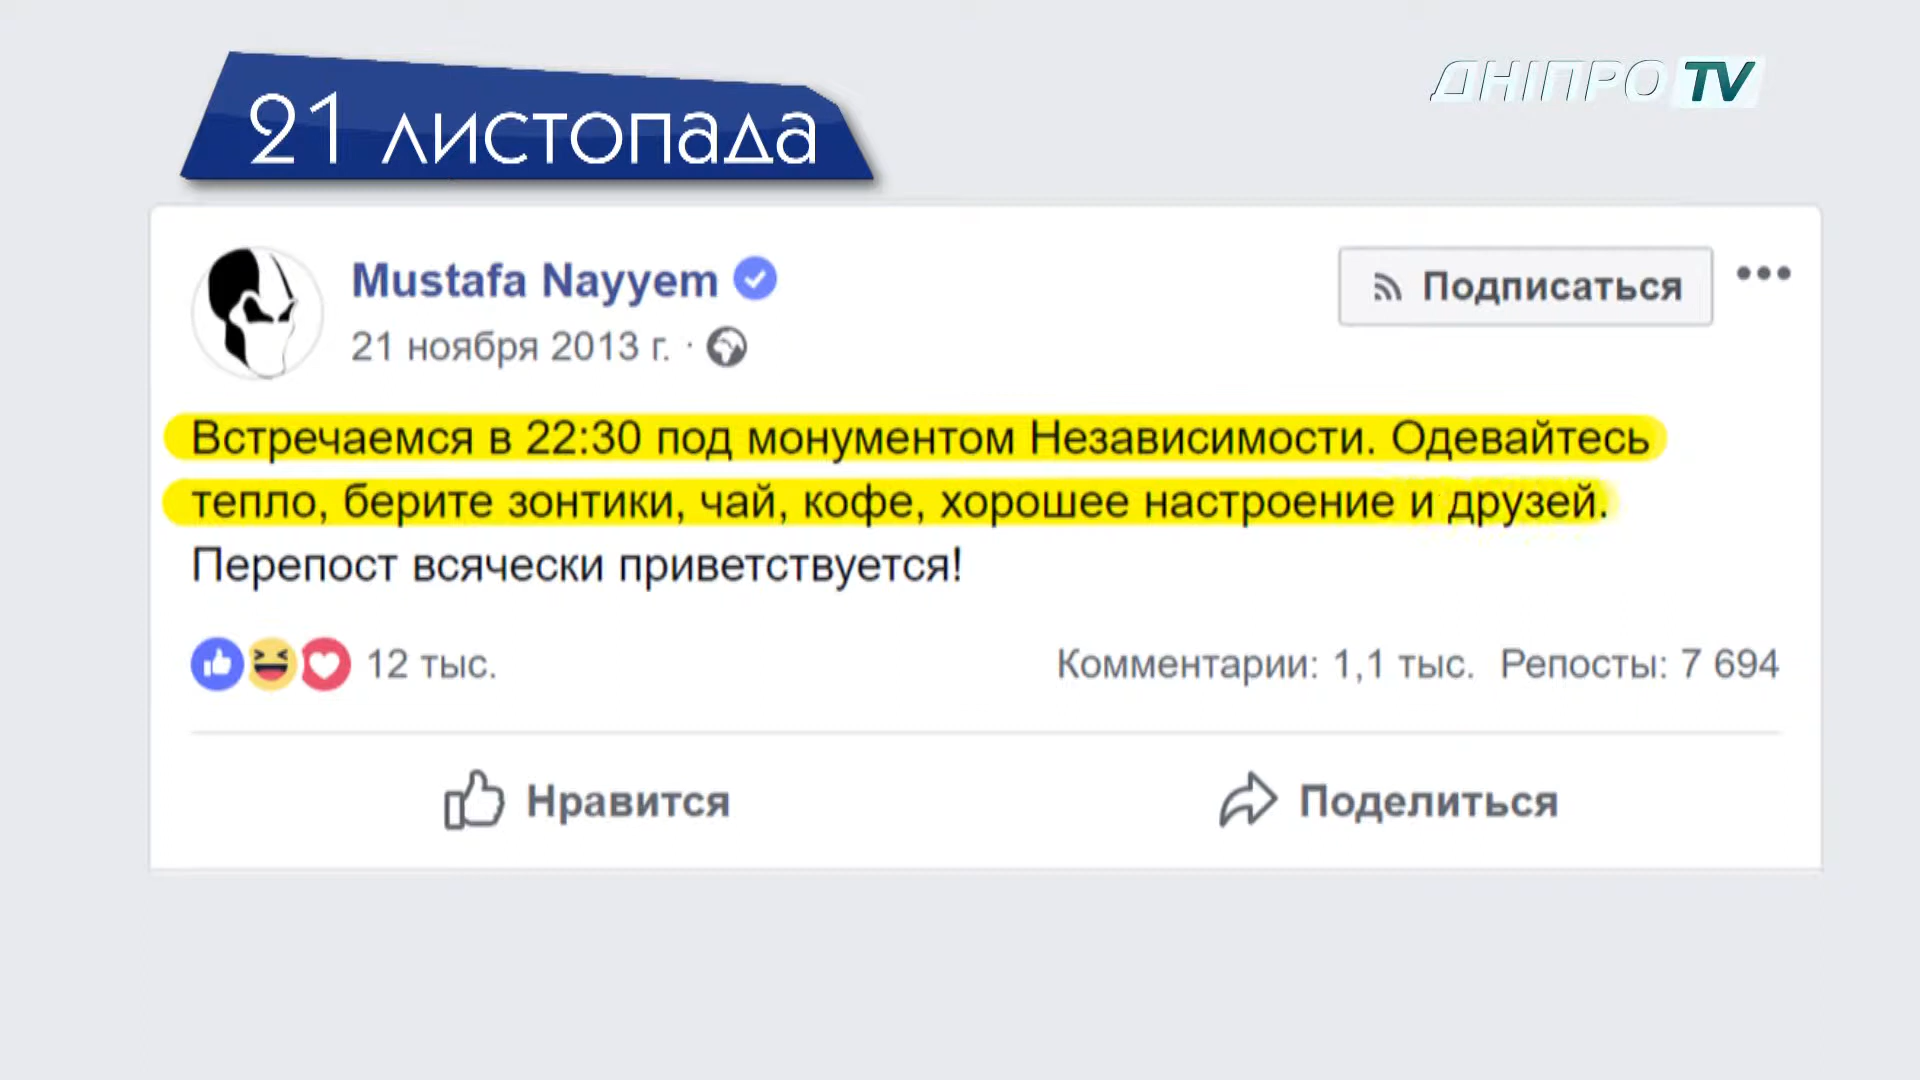 21 листопада
ДНІПРО TV
Mustafa Nayyem
Подписаться
21 ноября 2013 г. ·
Встречаемся в 22:30 под монументом Независимости. Одевайтесь
тепло, берите зонтики, чай, кофе, хорошее настроение и друзей.
Перепост всячески приветствуется!
12 тыс.
Комментарии: 1,1 тыс. Репосты: 7 694
Нравится
Поделиться